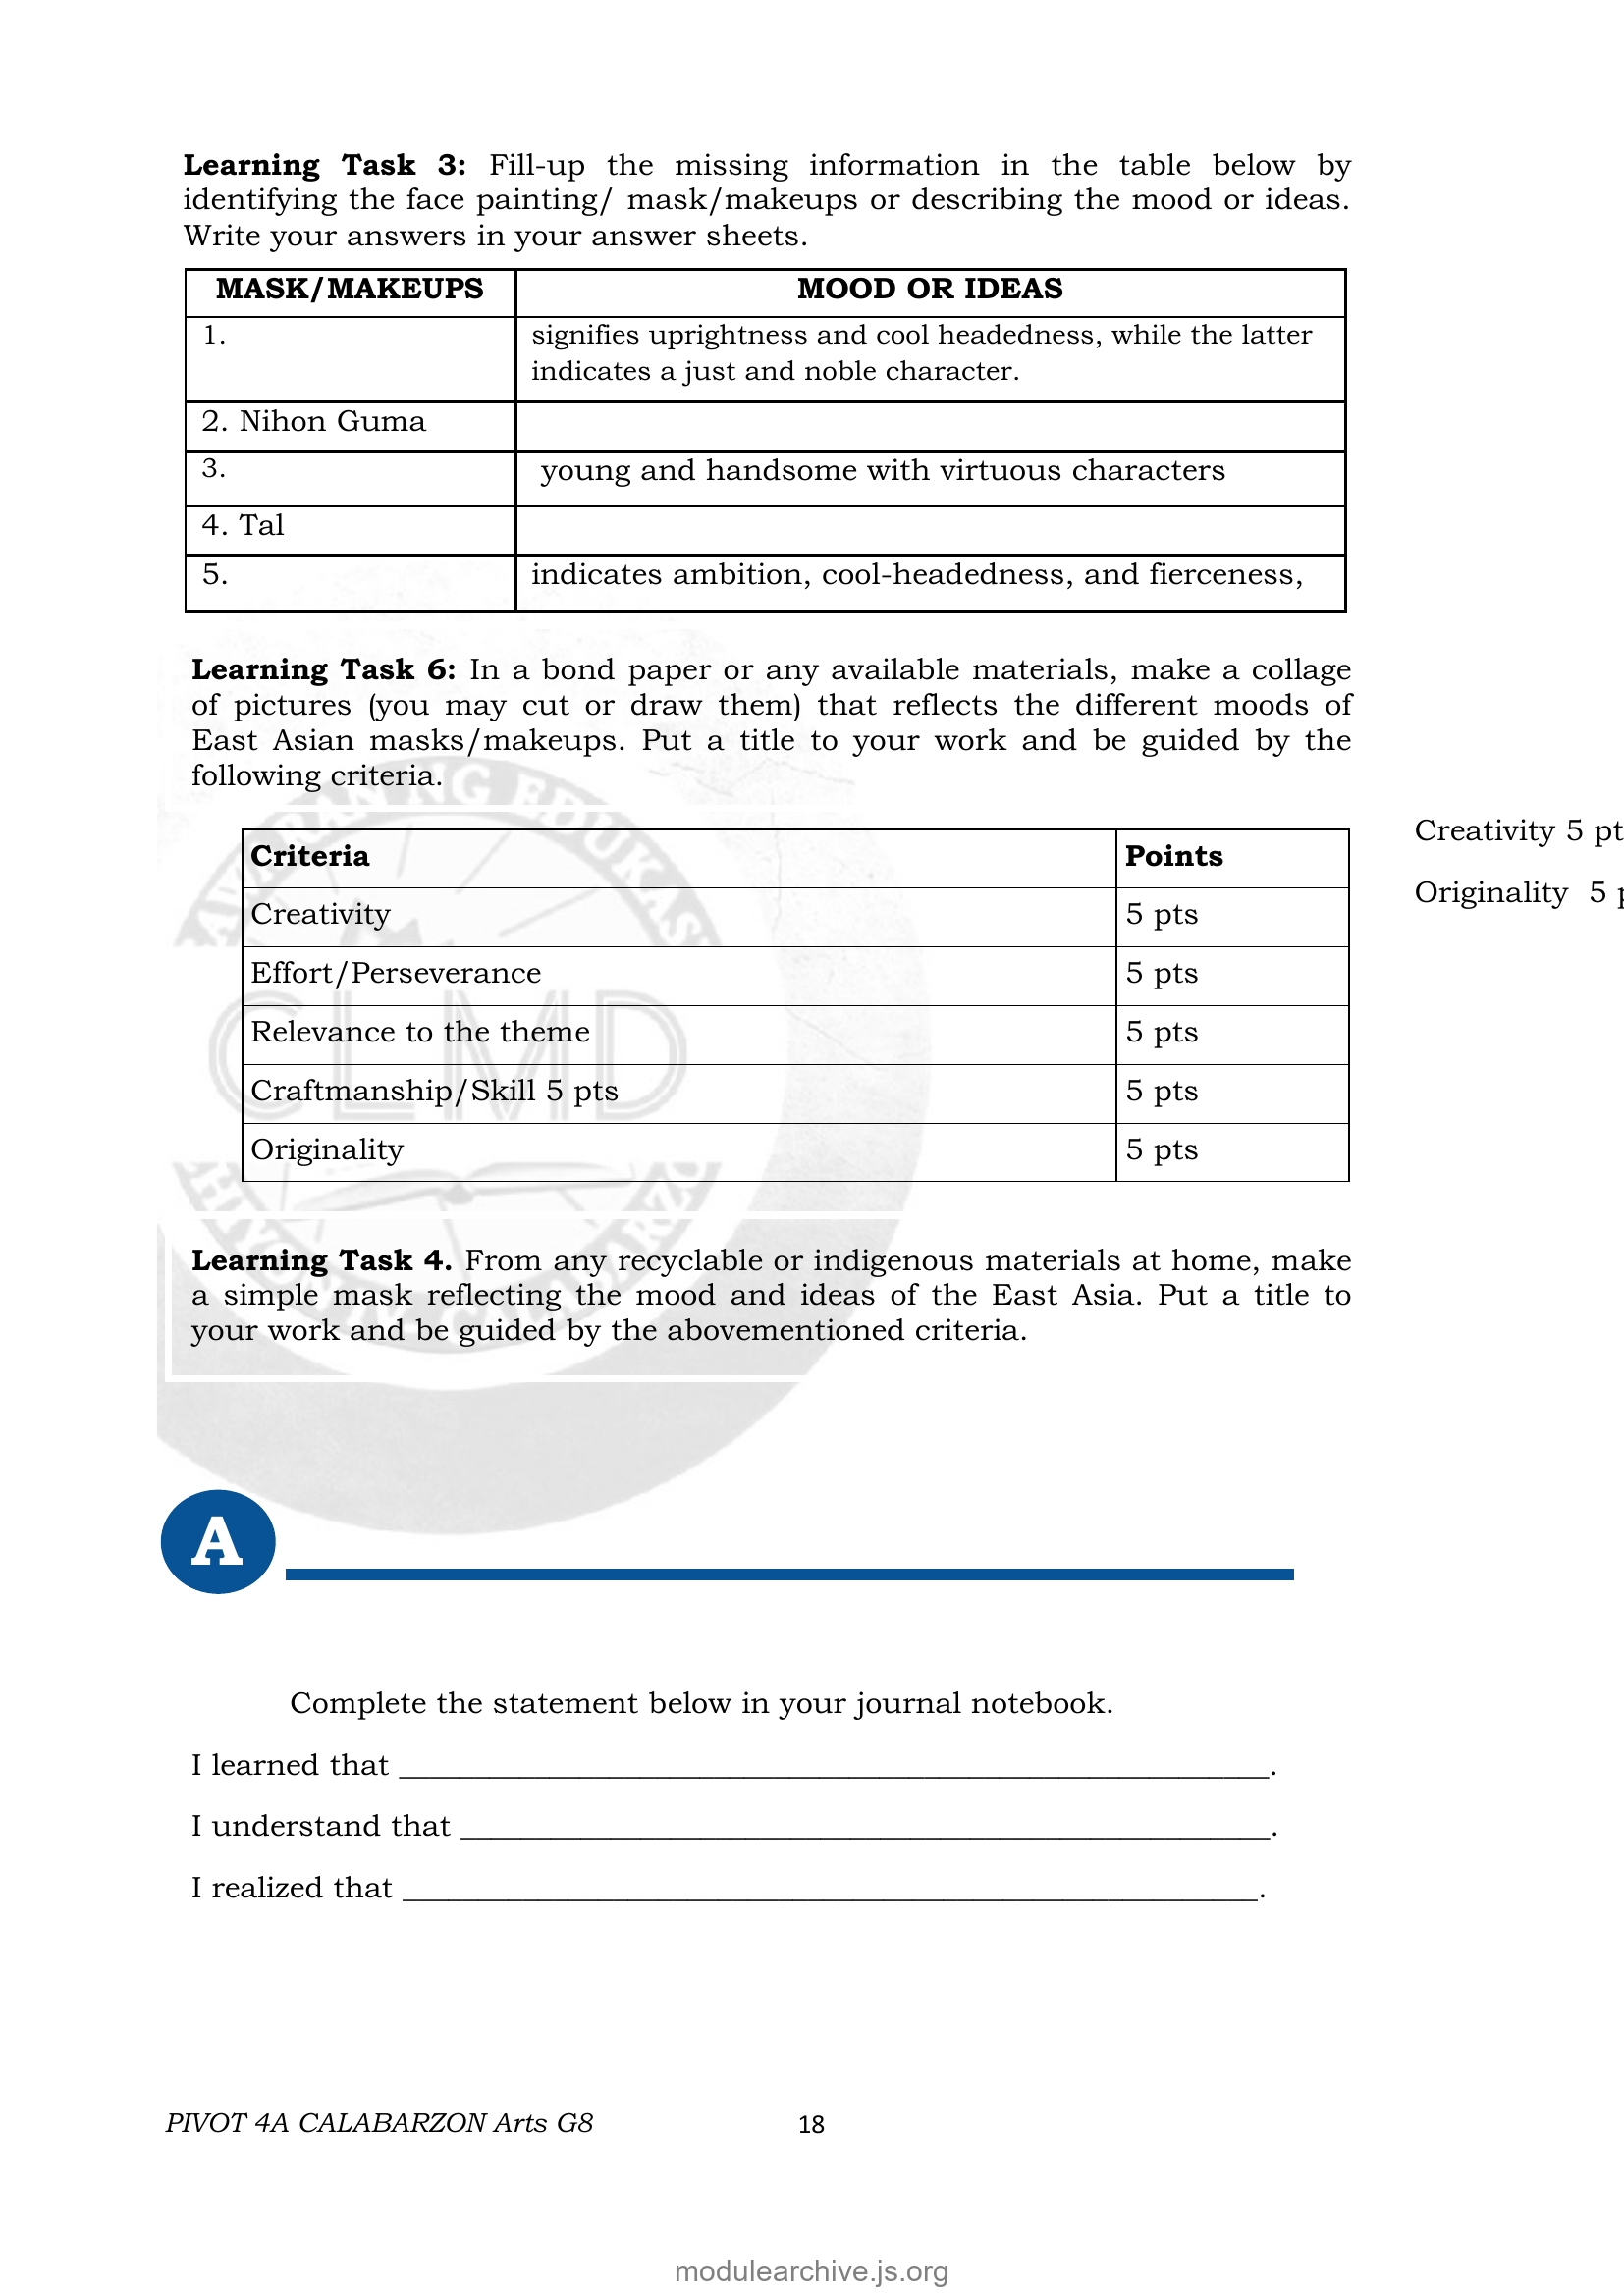 Learning Task 3: Fill-up the missing information in the table below by
identifying the face painting/ mask/makeups or describing the mood or ideas.
Write your answers in your answer sheets.
MASK/MAKEUPS MOOD OR IDEAS
1. signifies uprightness and cool headedness, while the latter
indicates a just and noble character.
2. Nihon Guma
3. young and handsome with virtuous characters
4. Tal
5. indicates ambition, cool-headedness, and fierceness,
Learning Task 6: In a bond paper or any available materials, make a collage
of pictures (you may cut or draw them) that reflects the different moods of
East Asian masks/makeups. Put a title to your work and be guided by the
following criteria.
Creativity 5 pt
Originality 5
Criteria Points
Creativity 5 pts
Effort/Perseverance 5 pts
Relevance to the theme 5 pts
Craftmanship/Skill 5 pts 5 pts
Originality 5 pts
CLMD
Learning Task 4. From any recyclable or indigenous materials at home, make
a simple mask reflecting the mood and ideas of the East Asia. Put a title to
your work and be guided by the abovementioned criteria.
A
Complete the statement below in your journal notebook.
I learned that ______________________________.
I understand that ______________________________.
I realized that ______________________________.
PIVOT 4A CALABARZON Arts G8 18
modulearchive.js.org